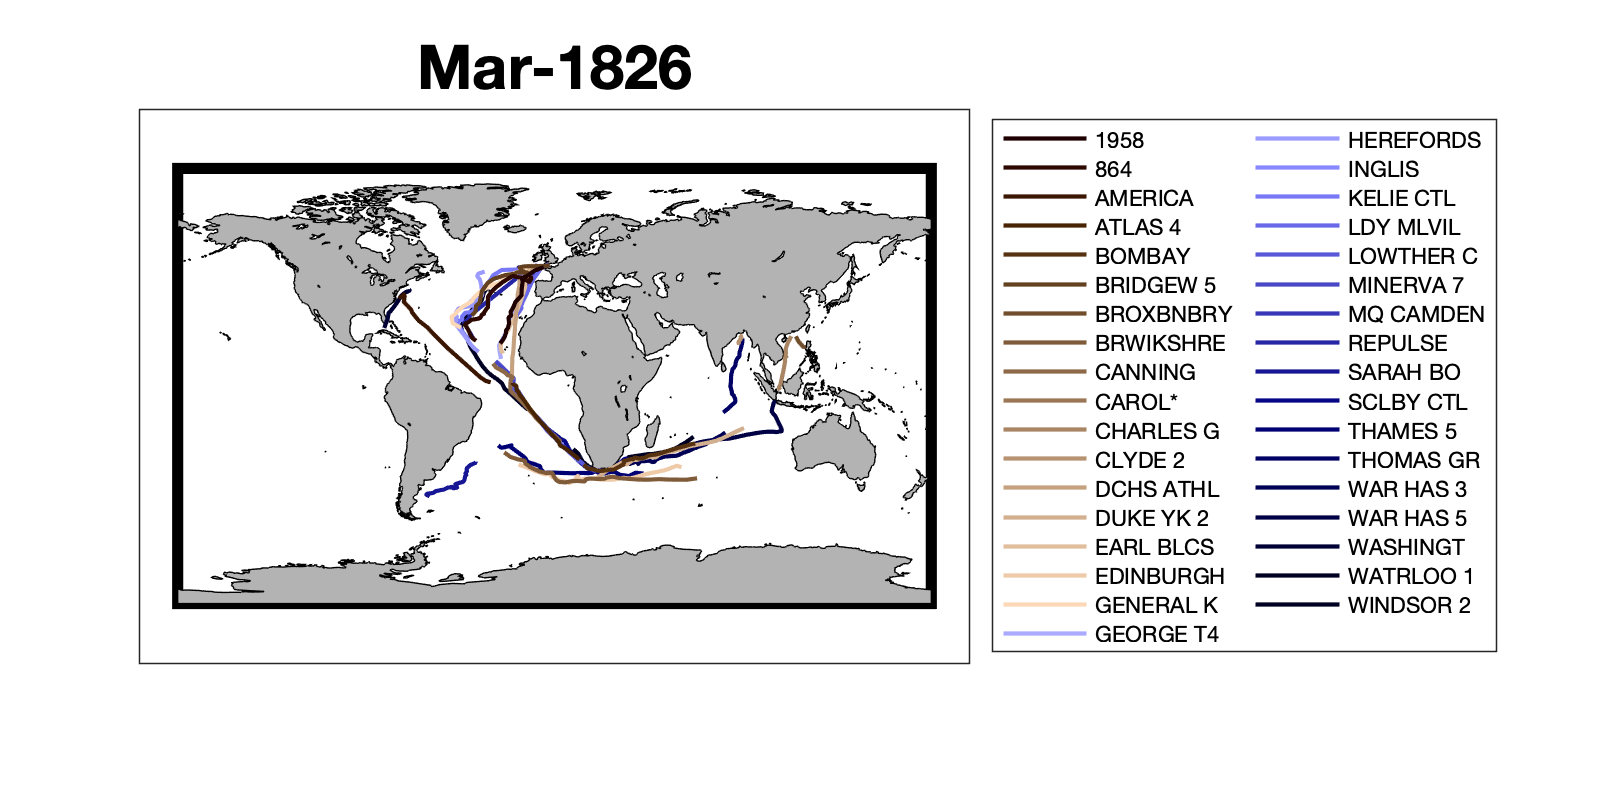 Mar-1826
1958
864
AMERICA
ATLAS 4
BOMBAY
BRIDGEW 5
BROXBNBRY
BRWIKSHRE
CANNING
CAROL*
CHARLES G
CLYDE 2
DCHS ATHL
DUKE YK 2
EARL BLCS
EDINBURGH
GENERAL K
GEORGE T4
HEREFORDS
INGLIS
KELIE CTL
LDY MLVIL
LOWTHER C
MINERVA 7
MQ CAMDEN
REPULSE
SARAH BO
SCLBY CTL
THAMES 5
THOMAS GR
WAR HAS 3
WAR HAS 5
WASHINGT
WATRLOO 1
WINDSOR 2